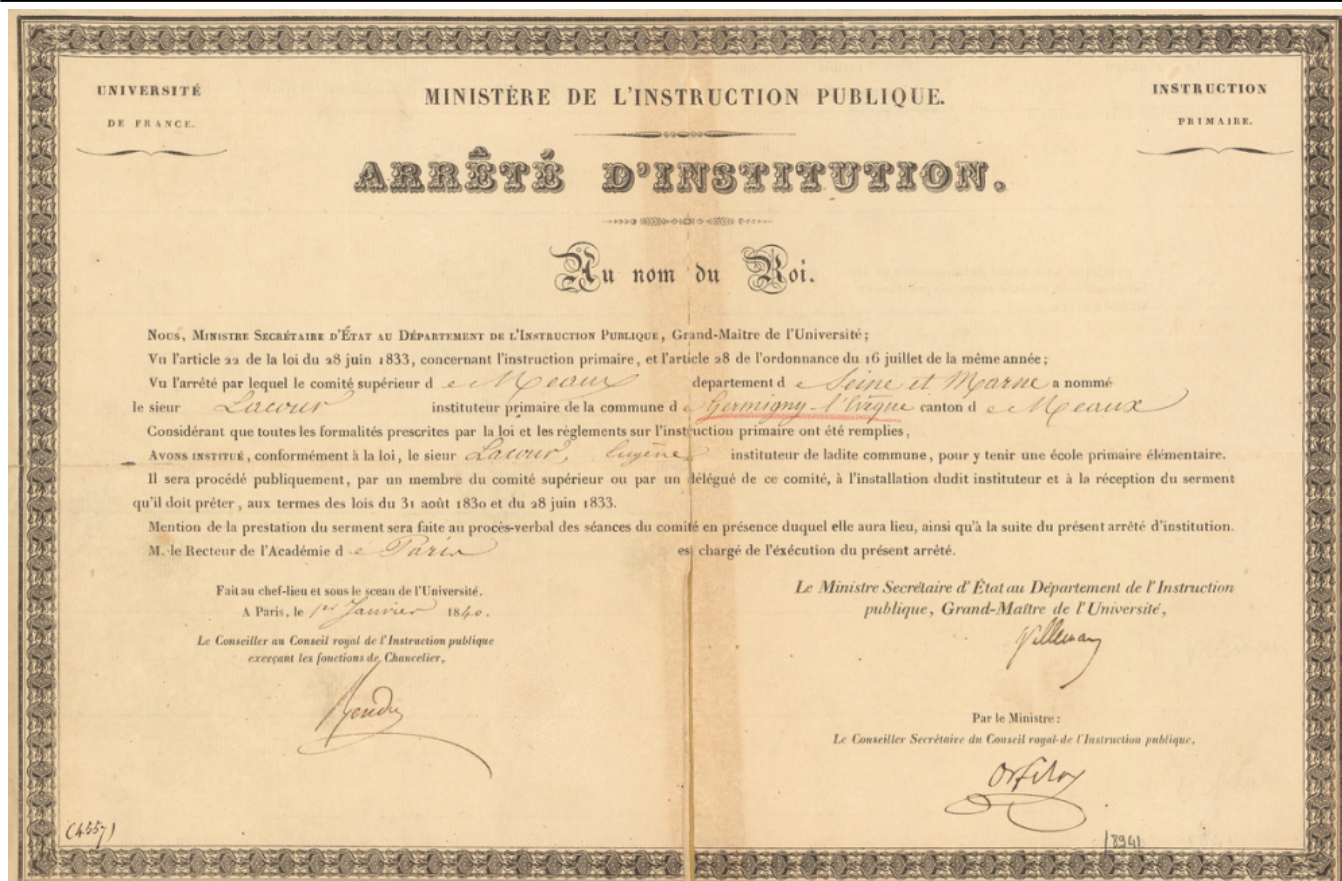 UNIVERSITÉ
DE FRANCE.
MINISTÈRE DE L'INSTRUCTION PUBLIQUE.
INSTRUCTION
PRIMAIRE.
ARRÊTÉ D'INSTITUTION.
Au nom du Roi.
Nous, Ministre Secrétaire d'État au Département de l'Instruction Publique, Grand-Maître de l'Université;
Vu l'article 22 de la loi du 28 juin 1833, concernant l'instruction primaire, et l'article 28 de l'ordonnance du 16 juillet de la même année;
Vu l'arrêté par lequel le comité supérieur d e Meaux departement d e Seine et Marne a nommé
le sieur Lacour instituteur primaire de la commune d e Germigny-l'Evêque canton d e Meaux
Considérant que toutes les formalités prescrites par la loi et les règlements sur l'instruction primaire ont été remplies,
Avons institué, conformément à la loi, le sieur Lacour, Eugène instituteur de ladite commune, pour y tenir une école primaire élémentaire.
Il sera procédé publiquement, par un membre du comité supérieur ou par un délégué de ce comité, à l'installation dudit instituteur et à la réception du serment
qu'il doit prêter, aux termes des lois du 31 août 1830 et du 28 juin 1833.
Mention de la prestation du serment sera faite au procès-verbal des séances du comité en présence duquel elle aura lieu, ainsi qu'à la suite du présent arrêté d'institution.
M. le Recteur de l'Académie d e Paris est chargé de l'éxécution du présent arrêté.
Fait au chef-lieu et sous le sceau de l'Université.
A Paris, le 1er Janvier 1840.
Le Conseiller au Conseil royal de l'Instruction publique
exerçant les fonctions de Chancelier,
Rendu
Le Ministre Secrétaire d'État au Département de l'Instruction
publique, Grand-Maître de l'Université,
Villemain
Par le Ministre:
Le Conseiller Secrétaire du Conseil royal de l'Instruction publique,
Orfila
(4557)